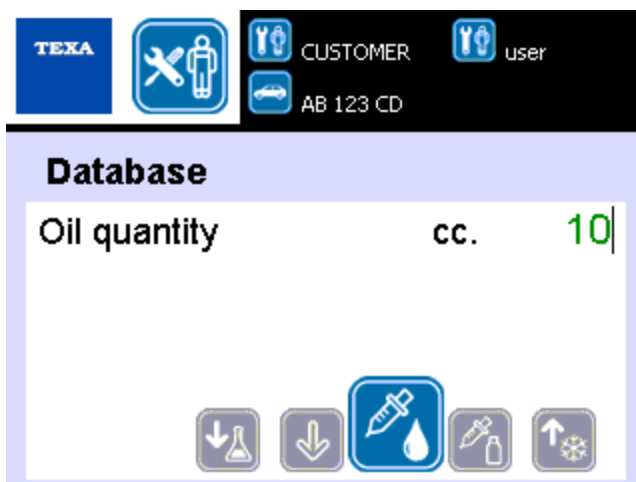 TEXA
CUSTOMER user
AB 123 CD
Database
Oil quantity cc. 10